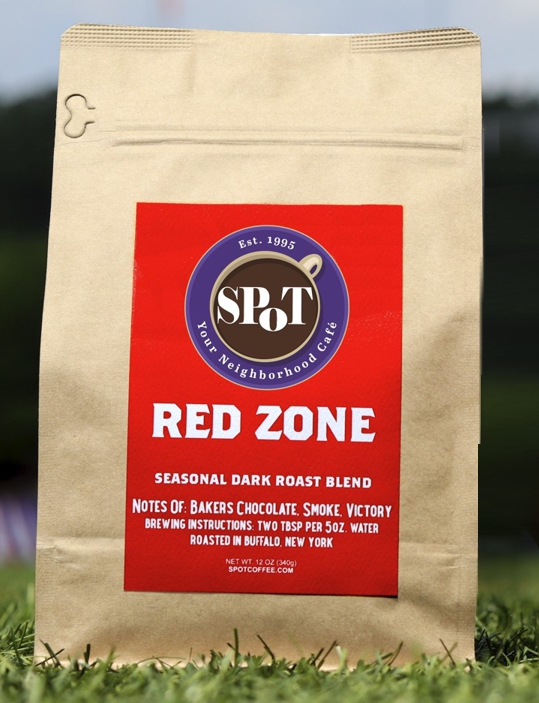 Est. 1995
SPoT
Your Neighborhood Café
RED ZONE
SEASONAL DARK ROAST BLEND
NOTES OF: BAKERS CHOCOLATE, SMOKE, VICTORY
BREWING INSTRUCTIONS: TWO TBSP PER 5OZ. WATER
ROASTED IN BUFFALO, NEW YORK
NET WT. 12 OZ (340g)
SPOTCOFFEE.COM